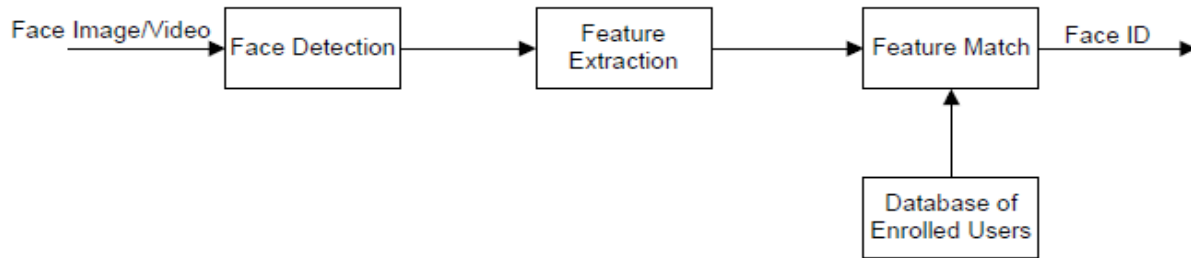 Face Image/Video
Face Detection
Feature
Extraction
Feature Match
Face ID
Database of
Enrolled Users